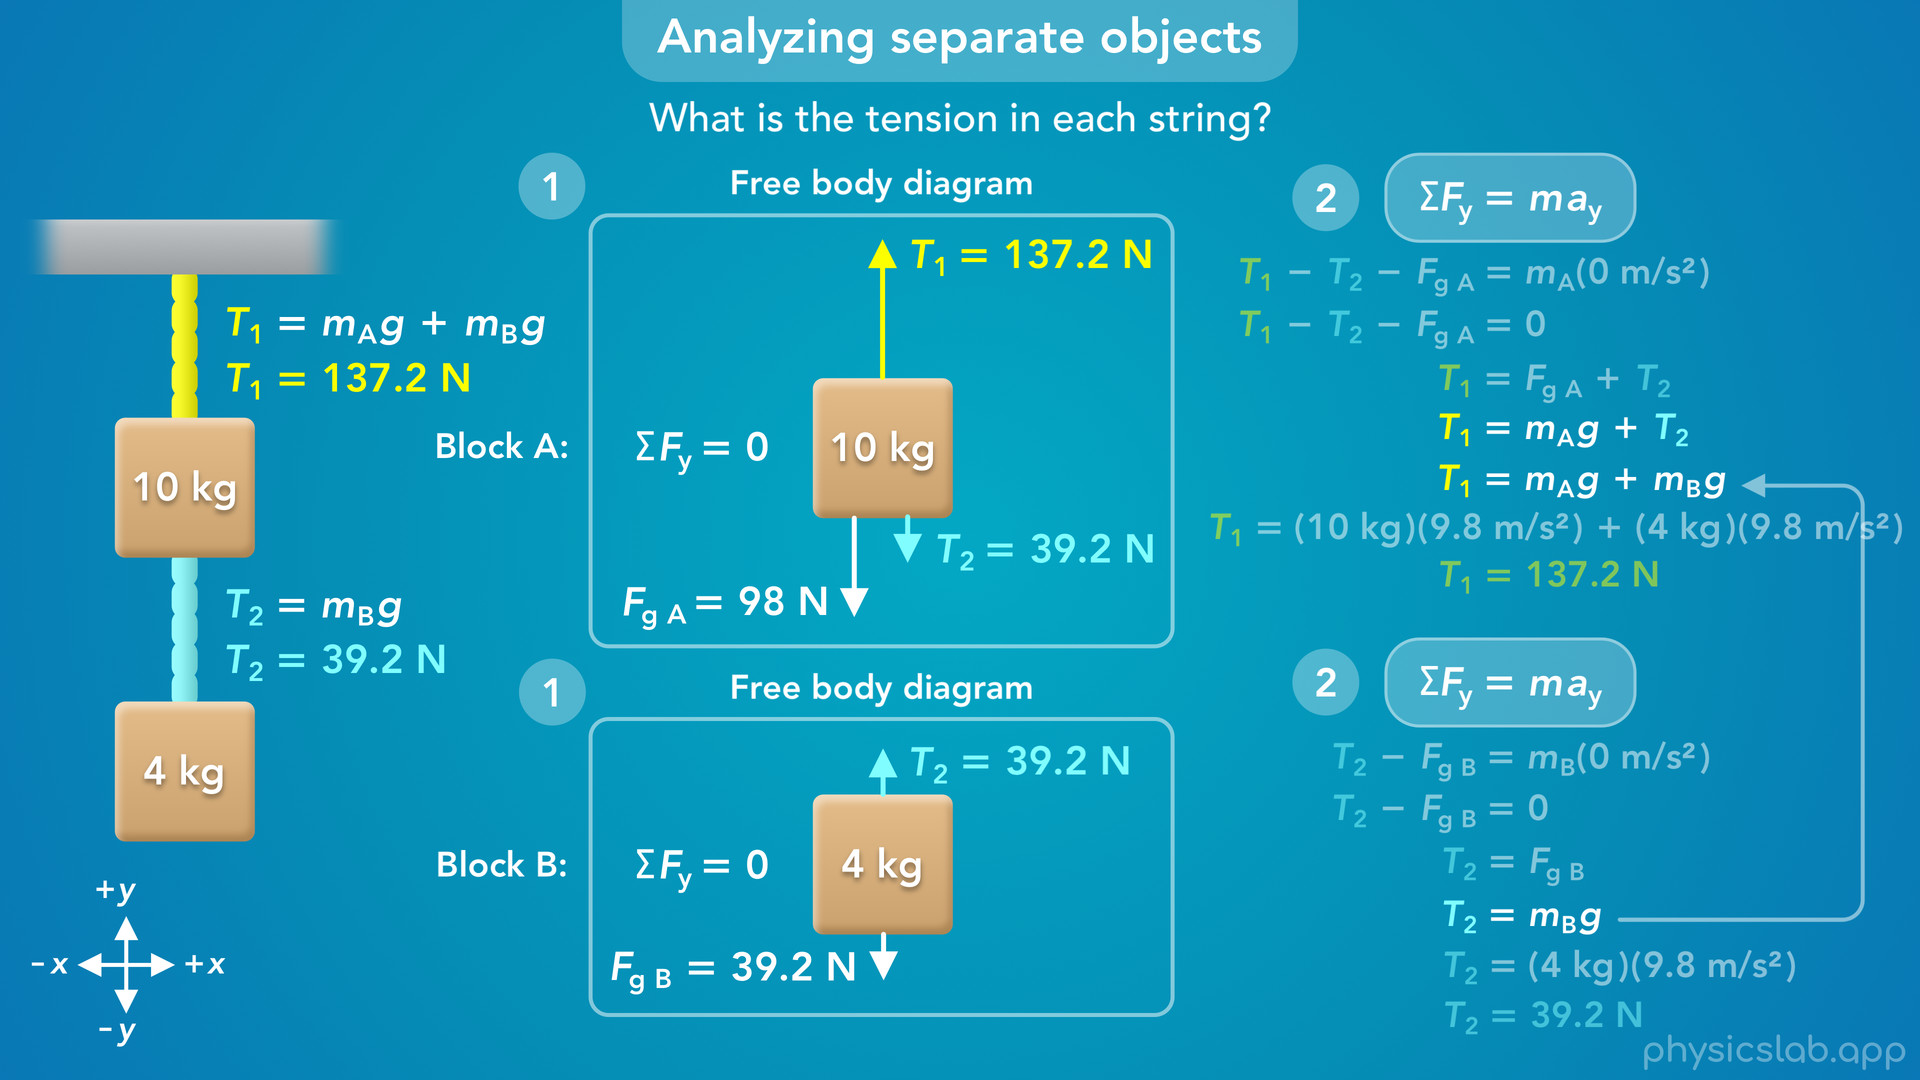 Analyzing separate objects
What is the tension in each string?
T₁ = m_A g + m_B g
T₁ = 137.2 N
10 kg
T₂ = m_B g
T₂ = 39.2 N
4 kg
+y
−x +x
−y
1 Free body diagram
T₁ = 137.2 N
Block A: ΣF_y = 0 10 kg
T₂ = 39.2 N
F_g A = 98 N
1 Free body diagram
T₂ = 39.2 N
Block B: ΣF_y = 0 4 kg
F_g B = 39.2 N
2 ΣF_y = ma_y
T₁ − T₂ − F_g A = m_A(0 m/s²)
T₁ − T₂ − F_g A = 0
T₁ = F_g A + T₂
T₁ = m_A g + T₂
T₁ = m_A g + m_B g
T₁ = (10 kg)(9.8 m/s²) + (4 kg)(9.8 m/s²)
T₁ = 137.2 N
2 ΣF_y = ma_y
T₂ − F_g B = m_B(0 m/s²)
T₂ − F_g B = 0
T₂ = F_g B
T₂ = m_B g
T₂ = (4 kg)(9.8 m/s²)
T₂ = 39.2 N
physicslab.app